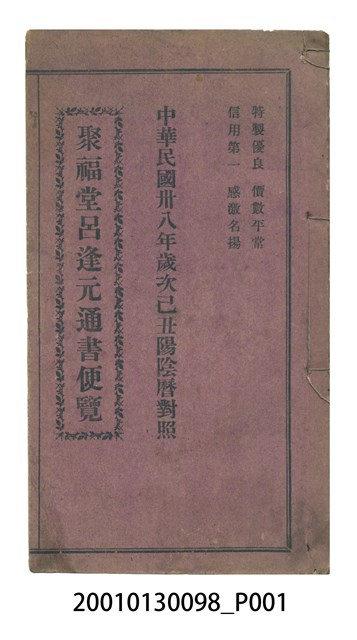 特製優良　價數平常
信用第一　感激名揚
中華民國卅八年歲次己丑陽陰曆對照
聚福堂呂逢元通書便覽
20010130098_P001